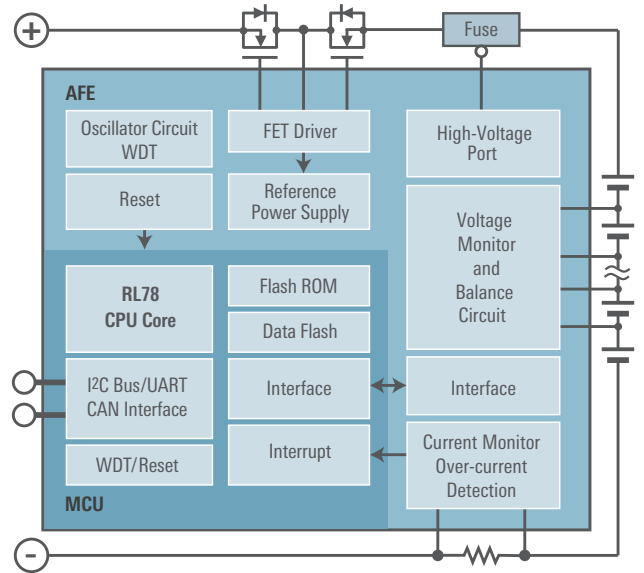 +
Fuse
AFE
Oscillator Circuit
WDT
FET Driver
High-Voltage
Port
Reset
Reference
Power Supply
Voltage
Monitor
and
Balance
Circuit
RL78
CPU Core
Flash ROM
Data Flash
I²C Bus/UART
CAN Interface
Interface
Interface
WDT/Reset
Interrupt
Current Monitor
Over-current
Detection
MCU
-